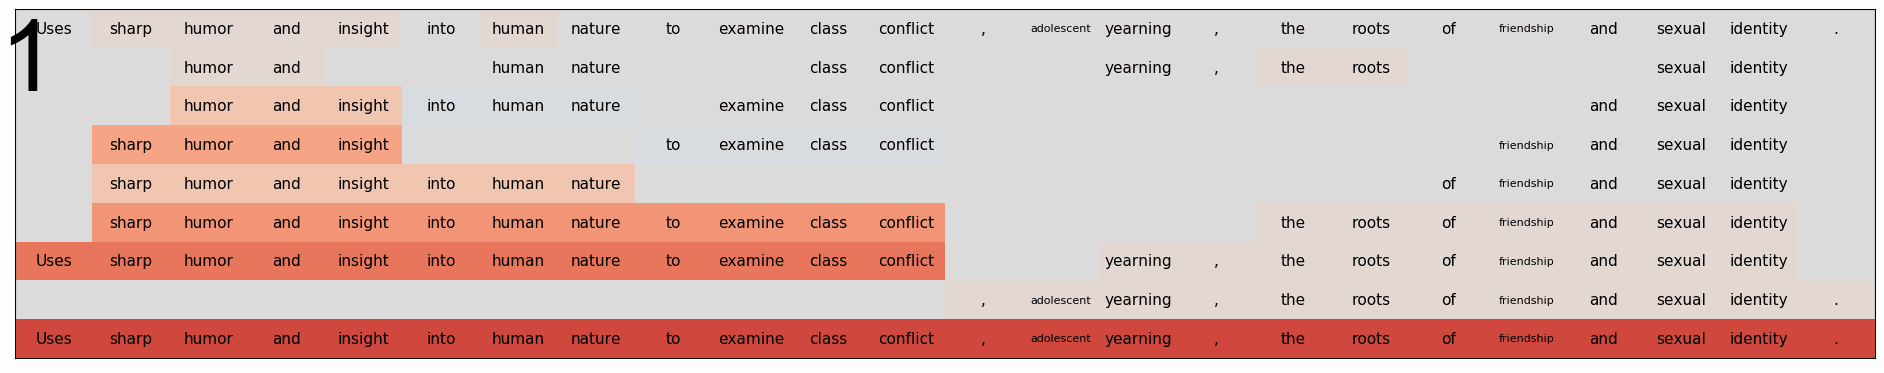 1
Uses sharp humor and insight into human nature to examine class conflict , adolescent yearning , the roots of friendship and sexual identity .
humor and human nature class conflict yearning , the roots sexual identity
humor and insight into human nature examine class conflict and sexual identity
sharp humor and insight to examine class conflict friendship and sexual identity
sharp humor and insight into human nature of friendship and sexual identity
sharp humor and insight into human nature to examine class conflict the roots of friendship and sexual identity
Uses sharp humor and insight into human nature to examine class conflict yearning , the roots of friendship and sexual identity
, adolescent yearning , the roots of friendship and sexual identity .
Uses sharp humor and insight into human nature to examine class conflict , adolescent yearning , the roots of friendship and sexual identity .